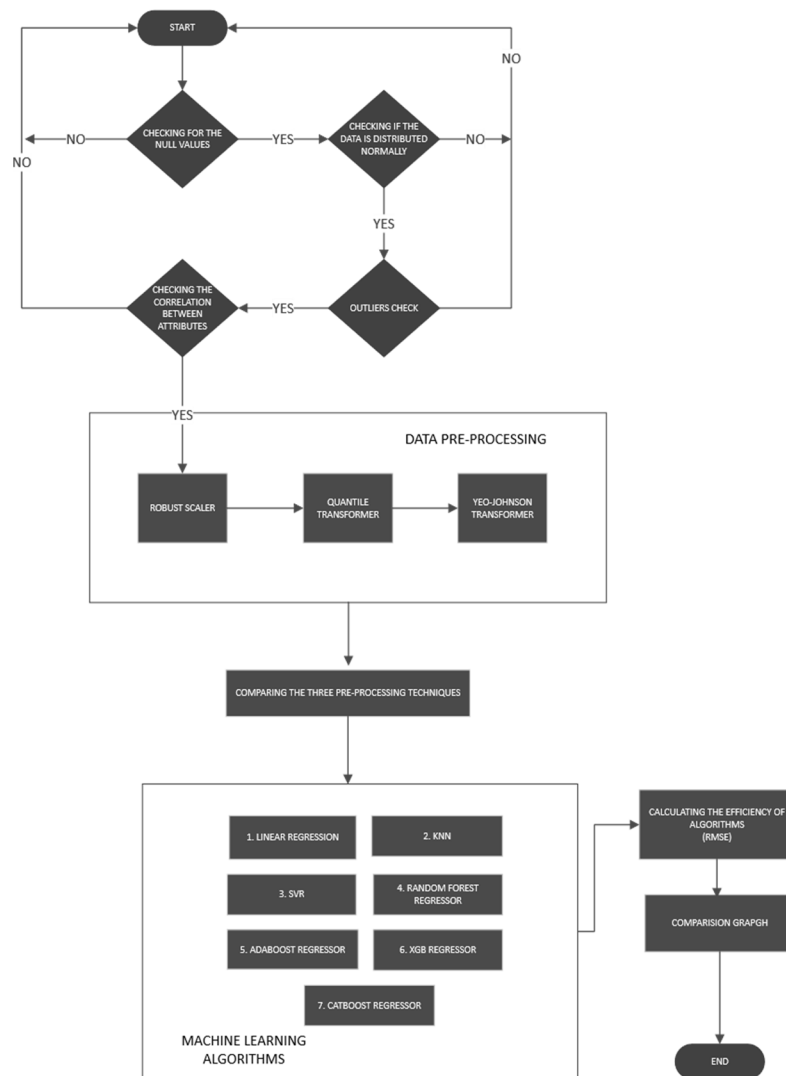 START
NO
CHECKING FOR THE
NULL VALUES
NO
YES
CHECKING IF THE
DATA IS DISTRIBUTED
NORMALLY
NO
NO
YES
CHECKING THE
CORRELATION
BETWEEN
ATTRIBUTES
YES
OUTLIERS CHECK
YES
DATA PRE-PROCESSING
ROBUST SCALER
QUANTILE
TRANSFORMER
YEO-JOHNSON
TRANSFORMER
COMPARING THE THREE PRE-PROCESSING TECHNIQUES
1. LINEAR REGRESSION
2. KNN
3. SVR
4. RANDOM FOREST
REGRESSOR
5. ADABOOST REGRESSOR
6. XGB REGRESSOR
7. CATBOOST REGRESSOR
MACHINE LEARNING
ALGORITHMS
CALCULATING THE EFFICIENCY OF
ALGORITHMS
(RMSE)
COMPARISION GRAPGH
END